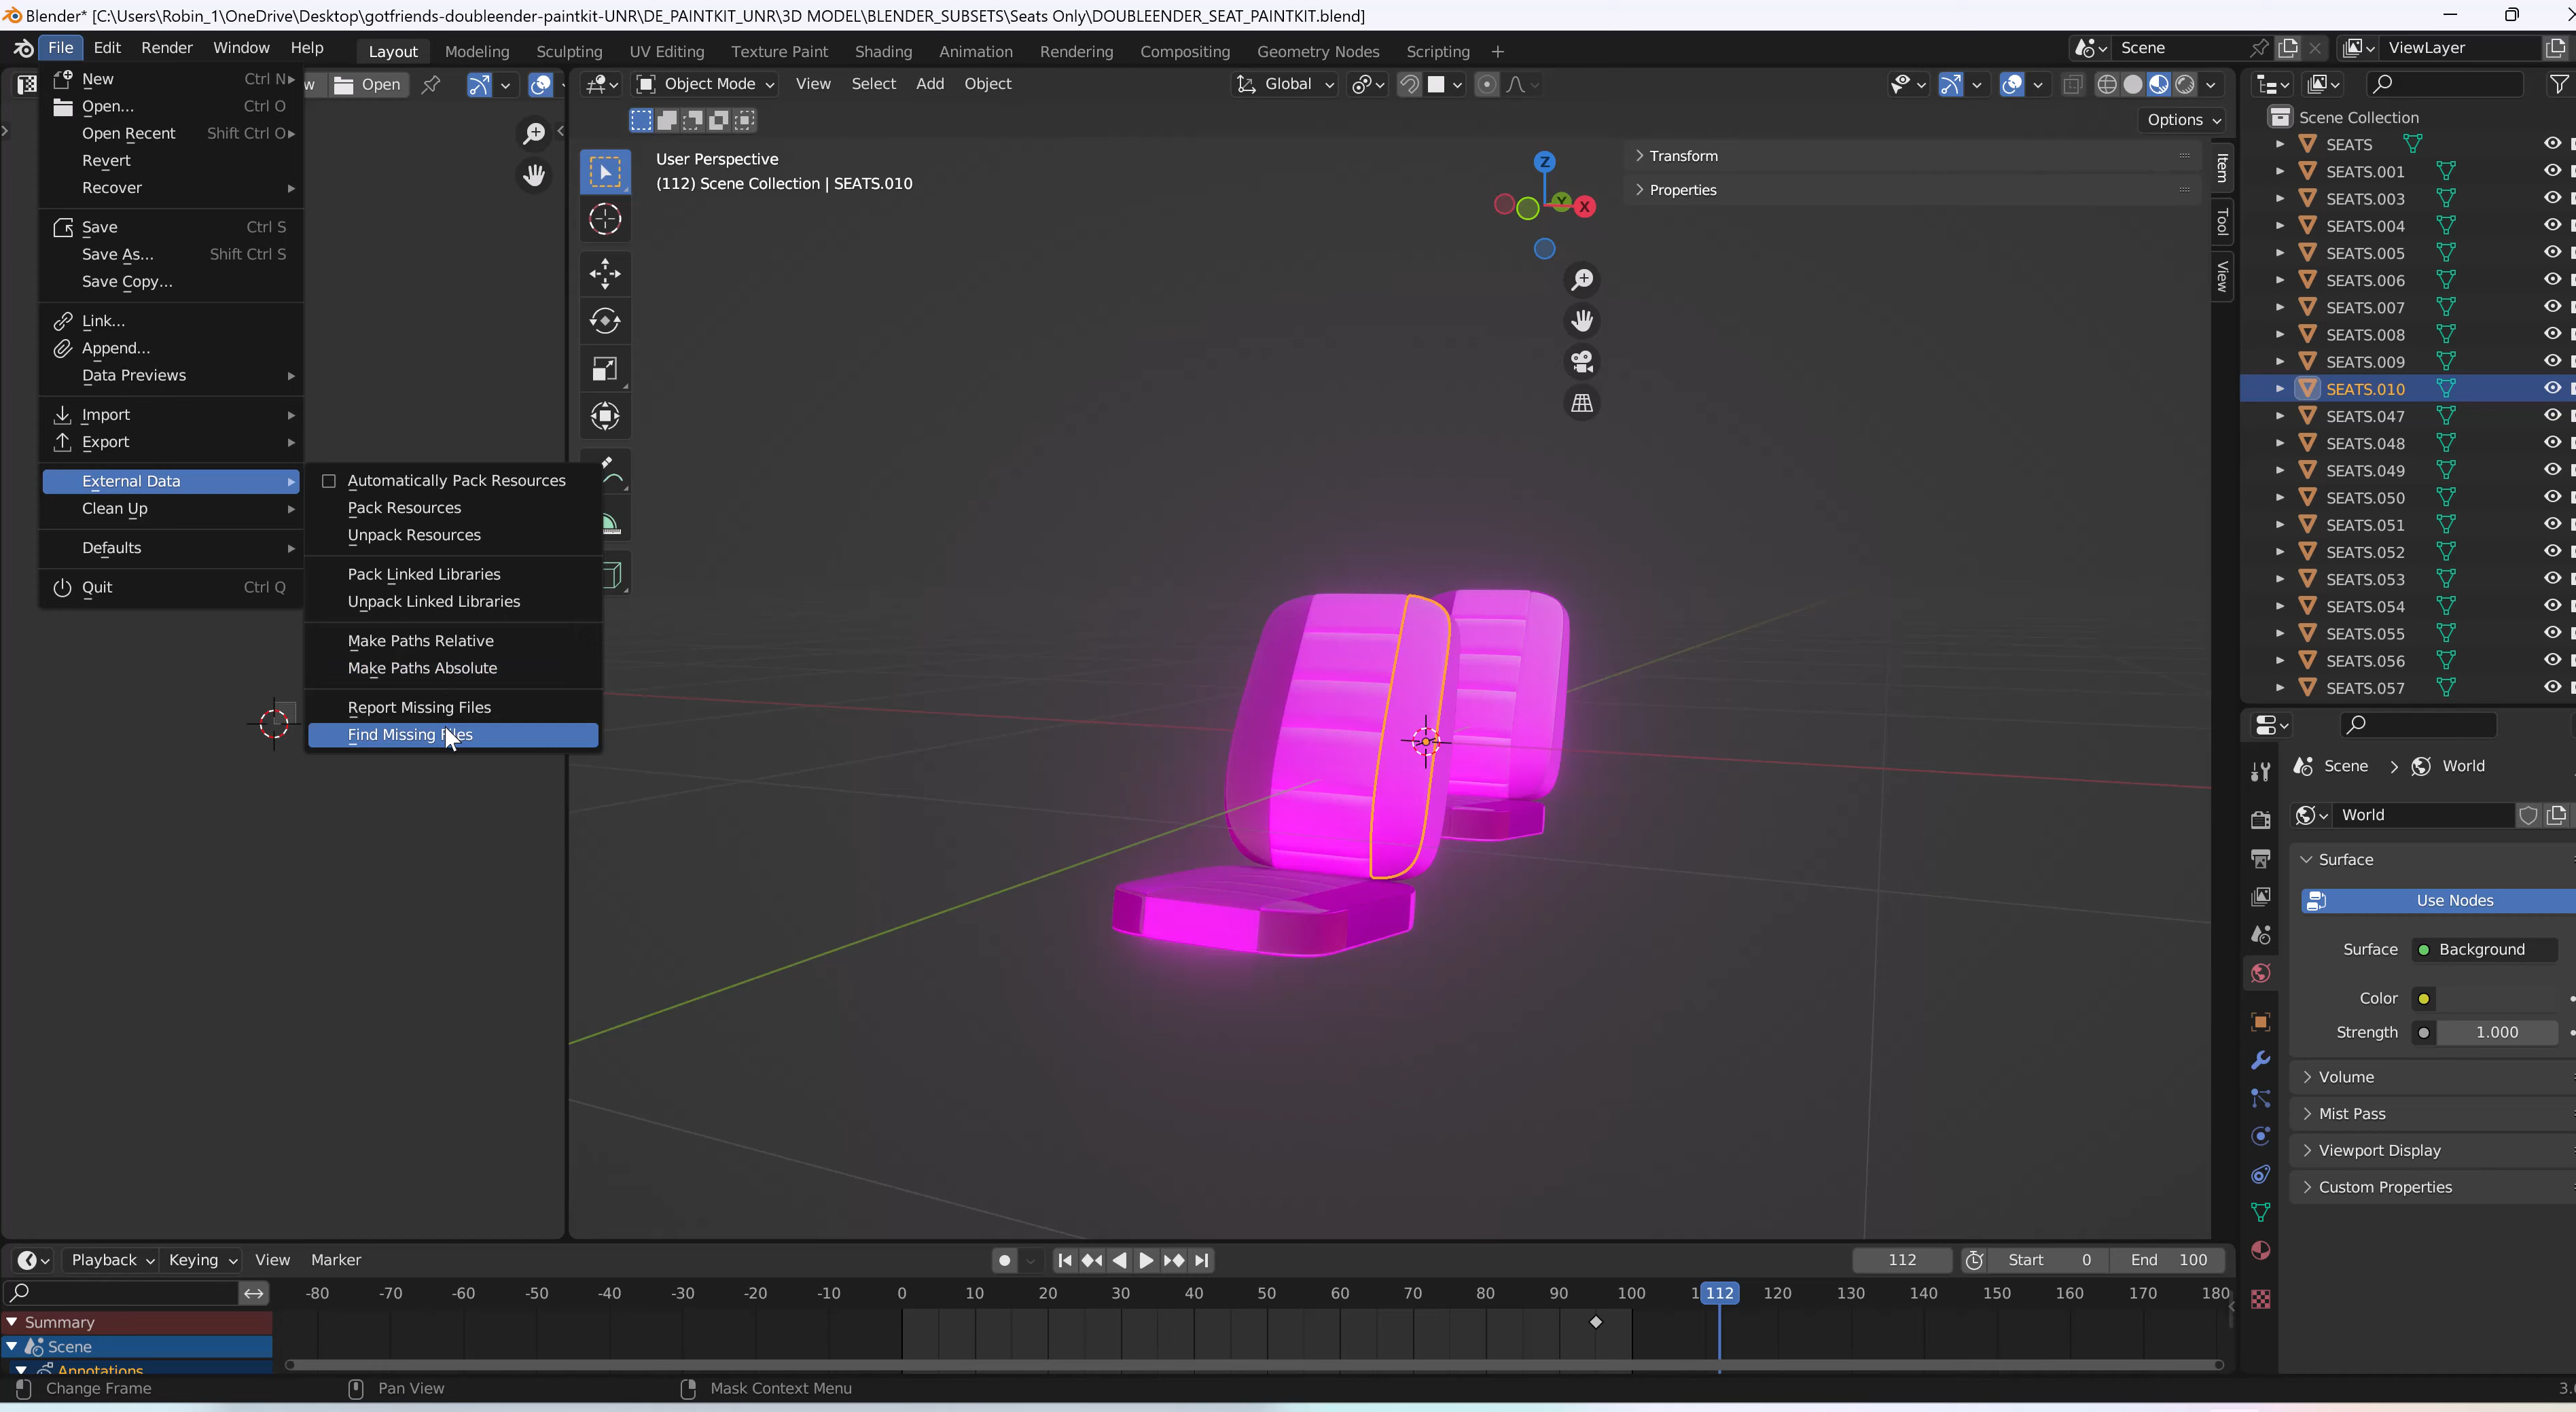 Blender* [C:\Users\Robin_1\OneDrive\Desktop\gotfriends-doubleender-paintkit-UNR\DE_PAINTKIT_UNR\3D MODEL\BLENDER_SUBSETS\Seats Only\DOUBLEENDER_SEAT_PAINTKIT.blend]
File Edit Render Window Help Layout Modeling Sculpting UV Editing Texture Paint Shading Animation Rendering Compositing Geometry Nodes Scripting + Scene ViewLayer
w Open Object Mode View Select Add Object Global
Options
New Ctrl N
Open... Ctrl O
Open Recent Shift Ctrl O
Revert
Recover
Save Ctrl S
Save As... Shift Ctrl S
Save Copy...
Link...
Append...
Data Previews
Import
Export
External Data
Clean Up
Defaults
Quit Ctrl Q
Automatically Pack Resources
Pack Resources
Unpack Resources
Pack Linked Libraries
Unpack Linked Libraries
Make Paths Relative
Make Paths Absolute
Report Missing Files
Find Missing Files
User Perspective
(112) Scene Collection | SEATS.010
Z
Y
X
Transform
Properties
Item
Tool
View
Scene Collection
SEATS
SEATS.001
SEATS.003
SEATS.004
SEATS.005
SEATS.006
SEATS.007
SEATS.008
SEATS.009
SEATS.010
SEATS.047
SEATS.048
SEATS.049
SEATS.050
SEATS.051
SEATS.052
SEATS.053
SEATS.054
SEATS.055
SEATS.056
SEATS.057
Scene > World
World
Surface
Use Nodes
Surface Background
Color
Strength 1.000
Volume
Mist Pass
Viewport Display
Custom Properties
Playback Keying View Marker 112 Start 0 End 100
-80 -70 -60 -50 -40 -30 -20 -10 0 10 20 30 40 50 60 70 80 90 100 1 112 120 130 140 150 160 170 180
Summary
Scene
Annotations
Change Frame Pan View Mask Context Menu